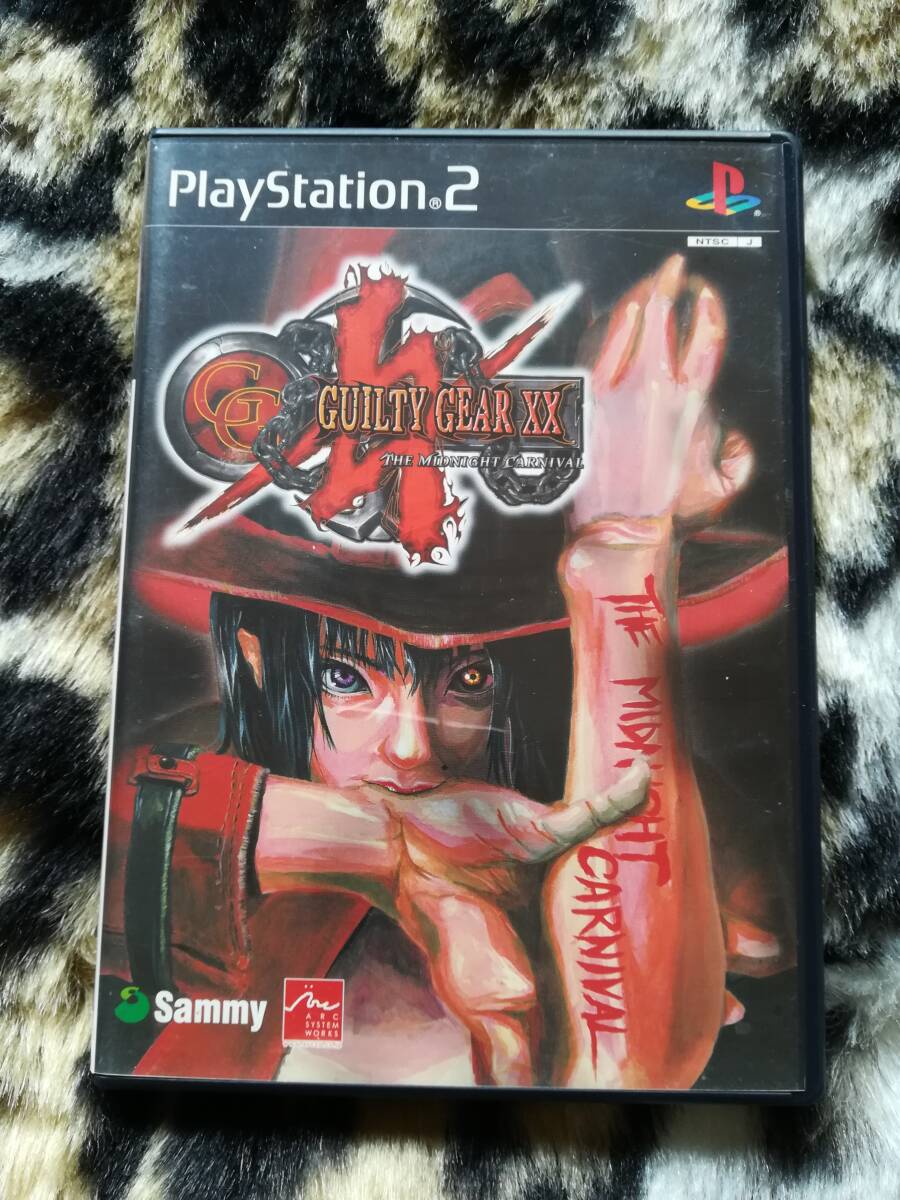 PlayStation®2
NTSC J
GG
GUILTY GEAR XX
THE MIDNIGHT CARNIVAL
THE MIDNIGHT CARNIVAL
Sammy
ARC
SYSTEM
WORKS